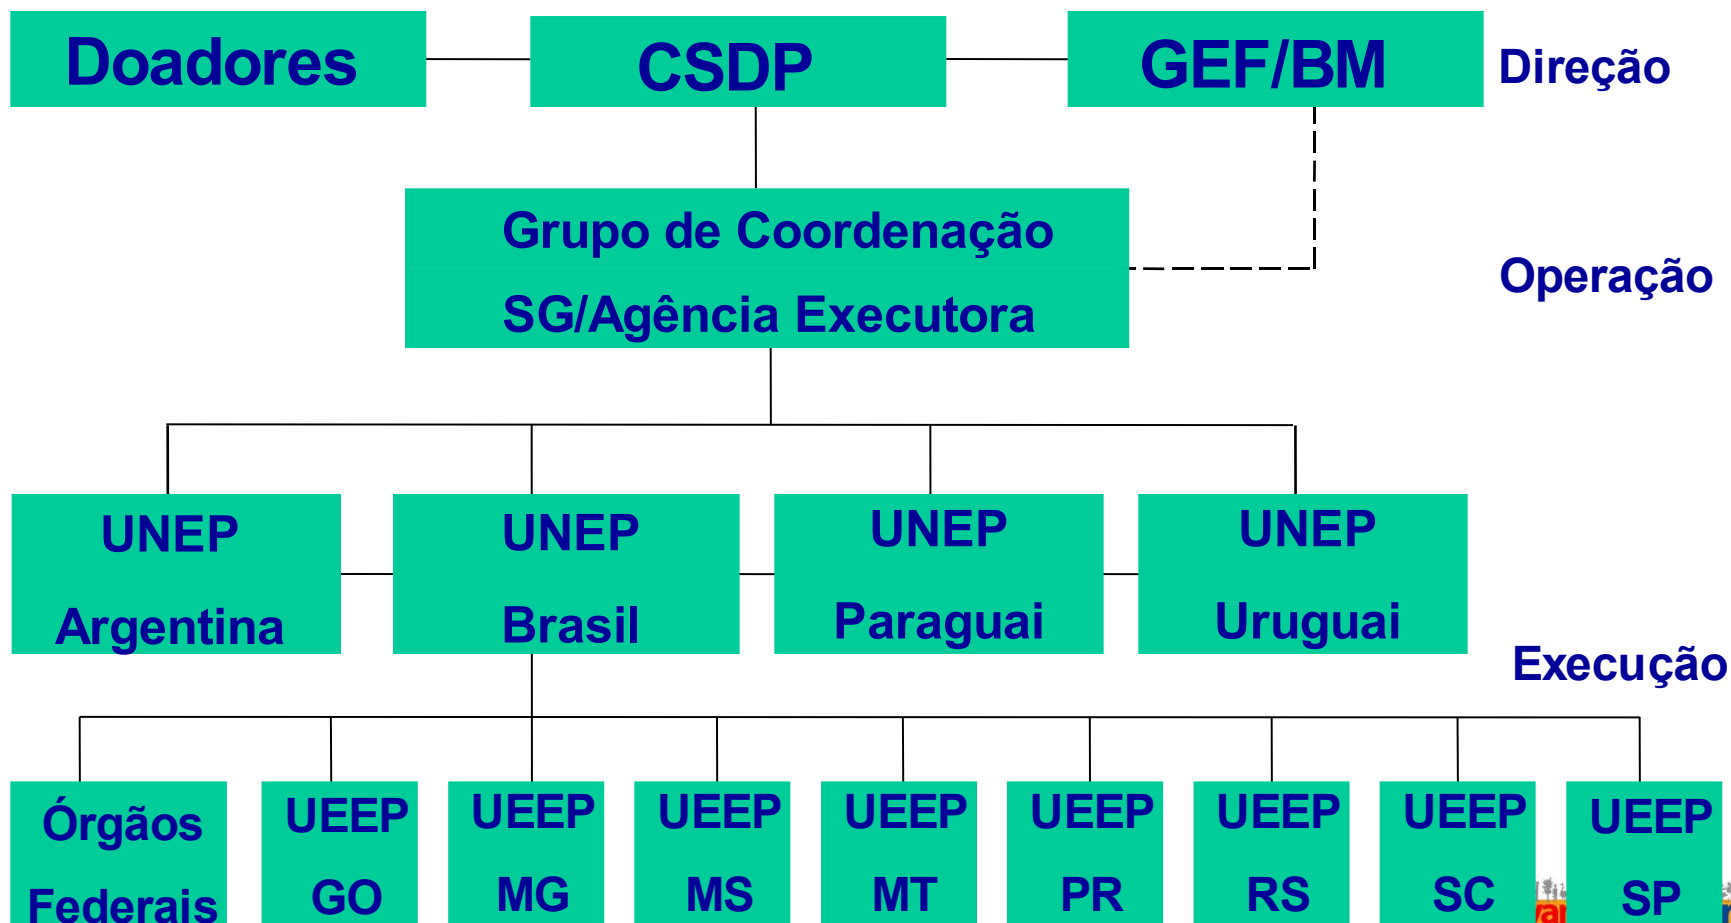 Doadores
CSDP
GEF/BM
Direção
Grupo de Coordenação
SG/Agência Executora
Operação
UNEP
Argentina
UNEP
Brasil
UNEP
Paraguai
UNEP
Uruguai
Execução
Órgãos
Federais
UEEP
GO
UEEP
MG
UEEP
MS
UEEP
MT
UEEP
PR
UEEP
RS
UEEP
SC
UEEP
SP